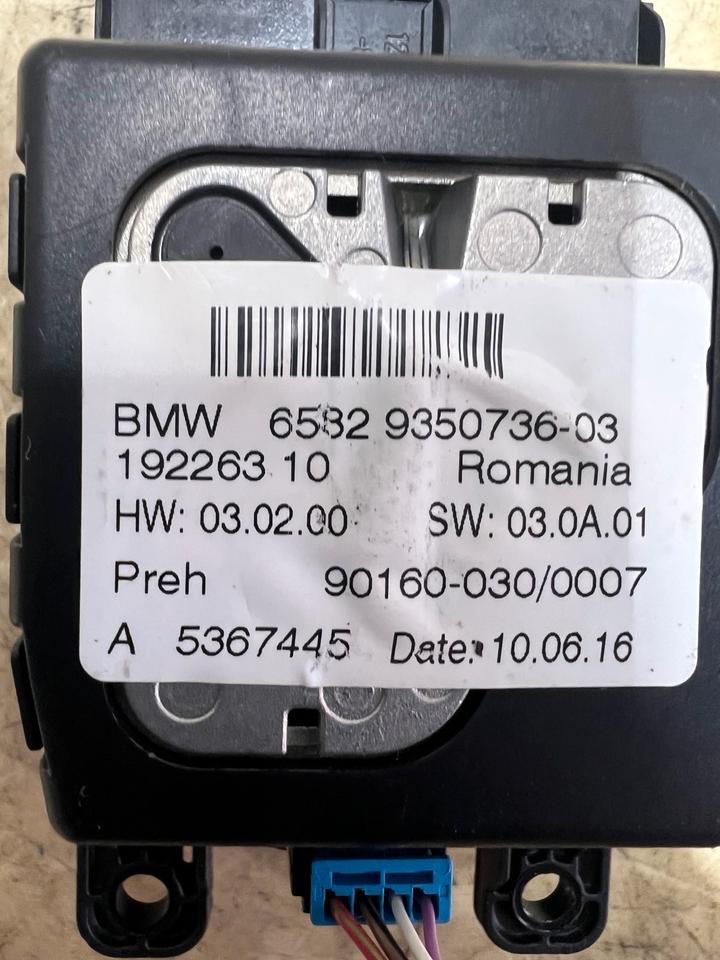 12
BMW 6582 9350736-03
192263 10 Romania
HW: 03.02.00 SW: 03.0A.01
Preh 90160-030/0007
A 5367445 Date: 10.06.16